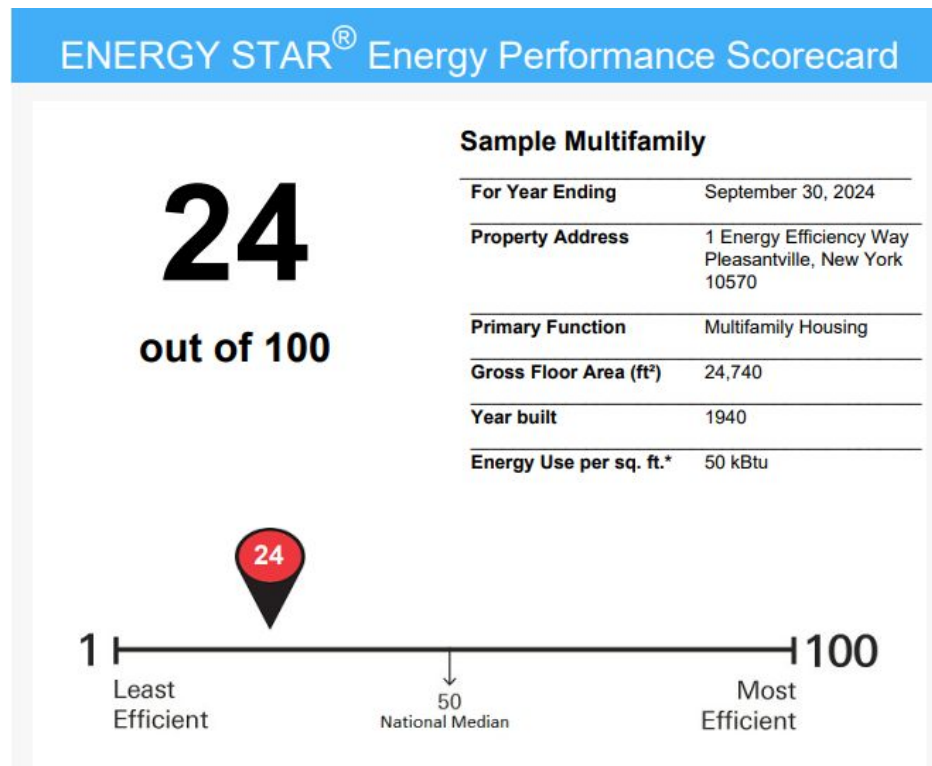 ENERGY STAR® Energy Performance Scorecard
24
out of 100
Sample Multifamily
For Year Ending September 30, 2024
Property Address 1 Energy Efficiency Way
Pleasantville, New York
10570
Primary Function Multifamily Housing
Gross Floor Area (ft²) 24,740
Year built 1940
Energy Use per sq. ft.* 50 kBtu
24
1 100
Least
Efficient
50
National Median
Most
Efficient